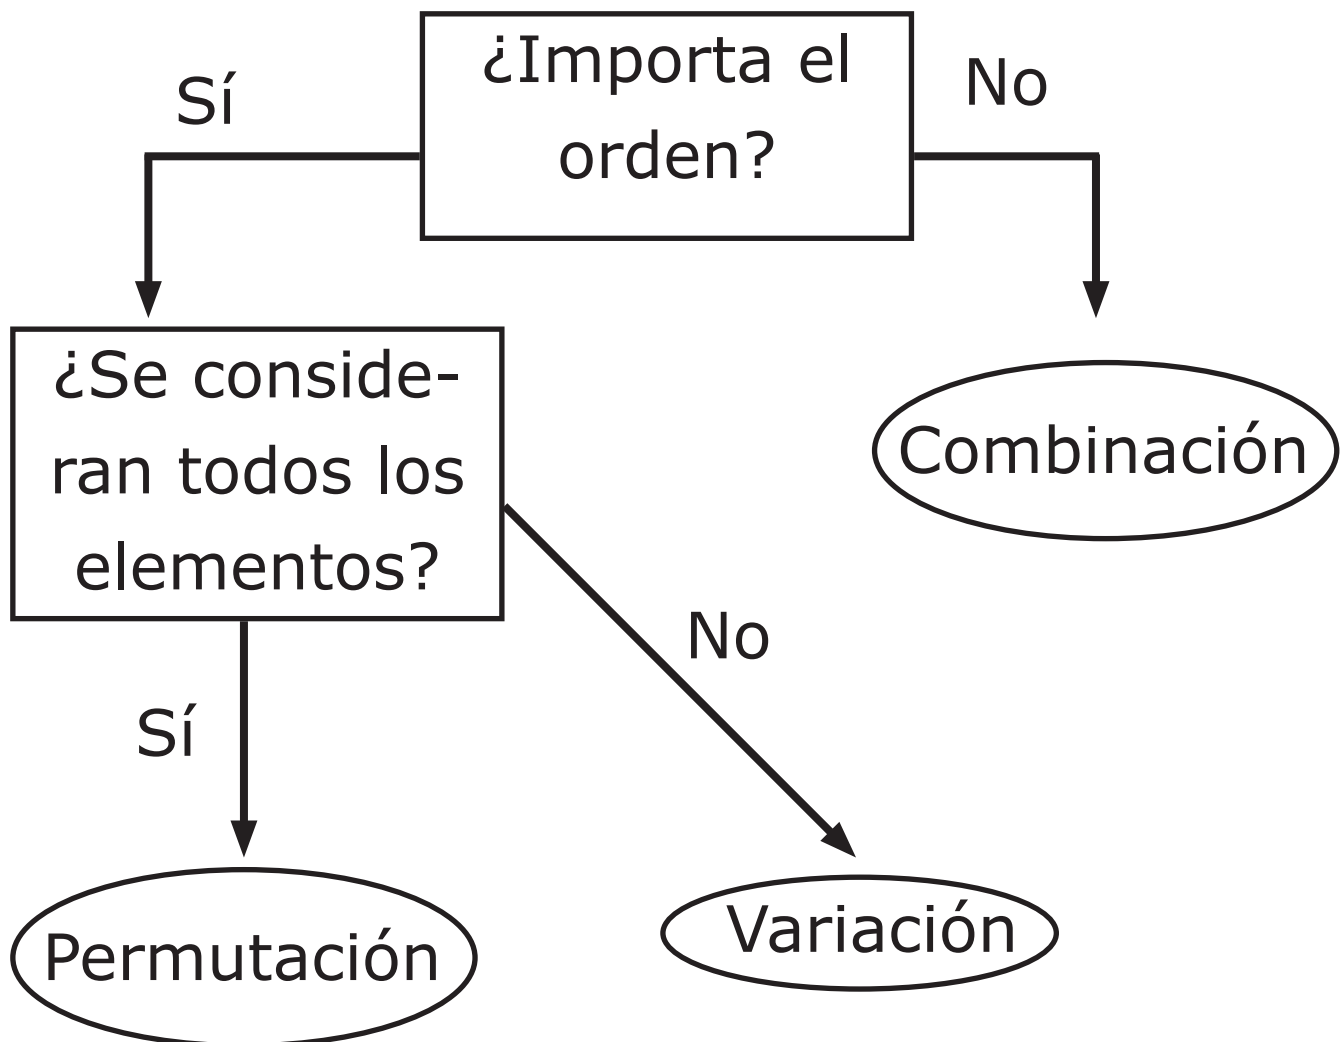 ¿Importa el
orden?
Sí
No
¿Se conside-
ran todos los
elementos?
Combinación
No
Sí
Permutación
Variación